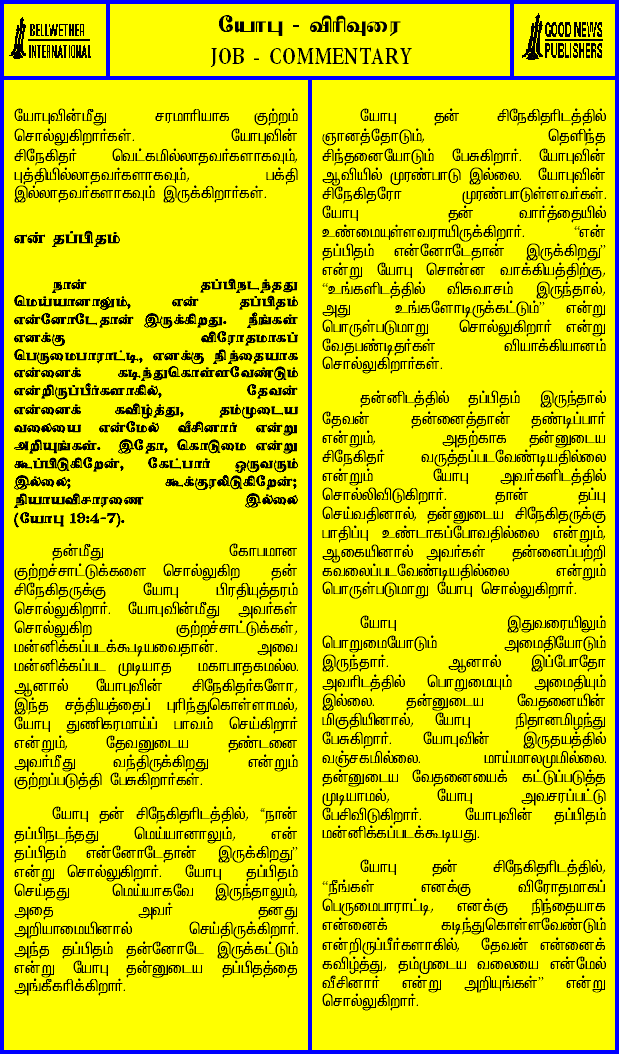 BELLWETHER
INTERNATIONAL
யோபு - விரிவுரை
JOB - COMMENTARY
GOOD NEWS
PUBLISHERS
யோபுவின்மீது சரமாரியாக குற்றம்
சொல்லுகிறார்கள். யோபுவின்
சிநேகிதர் வெட்கமில்லாதவர்களாகவும்,
புத்தியில்லாதவர்களாகவும், பக்தி
இல்லாதவர்களாகவும் இருக்கிறார்கள்.
என் தப்பிதம்
நான் தப்பிநடந்தது
மெய்யானாலும், என் தப்பிதம்
என்னோடேதான் இருக்கிறது. நீங்கள்
எனக்கு விரோதமாகப்
பெருமைபாராட்டி, எனக்கு நிந்தையாக
என்னைக் கடிந்துகொள்ளவேண்டும்
என்றிருப்பீர்களாகில், தேவன்
என்னைக் கவிழ்த்து, தம்முடைய
வலையை என்மேல் வீசினார் என்று
அறியுங்கள். இதோ, கொடுமை என்று
கூப்பிடுகிறேன், கேட்பார் ஒருவரும்
இல்லை; கூக்குரலிடுகிறேன்;
நியாயவிசாரணை இல்லை
(யோபு 19:4-7).
தன்மீது கோபமான
குற்றச்சாட்டுக்களை சொல்லுகிற தன்
சிநேகிதருக்கு யோபு பிரதியுத்தரம்
சொல்லுகிறார். யோபுவின்மீது அவர்கள்
சொல்லுகிற குற்றச்சாட்டுக்கள்,
மன்னிக்கப்படக்கூடியவைதான். அவை
மன்னிக்கப்பட முடியாத மகாபாதகமல்ல.
ஆனால் யோபுவின் சிநேகிதர்களோ,
இந்த சத்தியத்தைப் புரிந்துகொள்ளாமல்,
யோபு துணிகரமாய்ப் பாவம் செய்கிறார்
என்றும், தேவனுடைய தண்டனை
அவர்மீது வந்திருக்கிறது என்றும்
குற்றப்படுத்தி பேசுகிறார்கள்.
யோபு தன் சிநேகிதரிடத்தில், “நான்
தப்பிநடந்தது மெய்யானாலும், என்
தப்பிதம் என்னோடேதான் இருக்கிறது”
என்று சொல்லுகிறார். யோபு தப்பிதம்
செய்தது மெய்யாகவே இருந்தாலும்,
அதை அவர் தனது
அறியாமையினால் செய்திருக்கிறார்.
அந்த தப்பிதம் தன்னோடே இருக்கட்டும்
என்று யோபு தன்னுடைய தப்பிதத்தை
அங்கீகரிக்கிறார்.
யோபு தன் சிநேகிதரிடத்தில்
ஞானத்தோடும், தெளிந்த
சிந்தனையோடும் பேசுகிறார். யோபுவின்
ஆவியில் முரண்பாடு இல்லை. யோபுவின்
சிநேகிதரோ முரண்பாடுள்ளவர்கள்.
யோபு தன் வார்த்தையில்
உண்மையுள்ளவராயிருக்கிறார். “என்
தப்பிதம் என்னோடேதான் இருக்கிறது”
என்று யோபு சொன்ன வாக்கியத்திற்கு,
“உங்களிடத்தில் விசுவாசம் இருந்தால்,
அது உங்களோடிருக்கட்டும்” என்று
பொருள்படுமாறு சொல்லுகிறார் என்று
வேதபண்டிதர்கள் வியாக்கியானம்
சொல்லுகிறார்கள்.
தன்னிடத்தில் தப்பிதம் இருந்தால்
தேவன் தன்னைத்தான் தண்டிப்பார்
என்றும், அதற்காக தன்னுடைய
சிநேகிதர் வருத்தப்படவேண்டியதில்லை
என்றும் யோபு அவர்களிடத்தில்
சொல்லிவிடுகிறார். தான் தப்பு
செய்வதினால், தன்னுடைய சிநேகிதருக்கு
பாதிப்பு உண்டாகப்போவதில்லை என்றும்,
ஆகையினால் அவர்கள் தன்னைப்பற்றி
கவலைப்படவேண்டியதில்லை என்றும்
பொருள்படுமாறு யோபு சொல்லுகிறார்.
யோபு இதுவரையிலும்
பொறுமையோடும் அமைதியோடும்
இருந்தார். ஆனால் இப்போதோ
அவரிடத்தில் பொறுமையும் அமைதியும்
இல்லை. தன்னுடைய வேதனையின்
மிகுதியினால், யோபு நிதானமிழந்து
பேசுகிறார். யோபுவின் இருதயத்தில்
வஞ்சகமில்லை. மாய்மாலமுமில்லை.
தன்னுடைய வேதனையைக் கட்டுப்படுத்த
முடியாமல், யோபு அவசரப்பட்டு
பேசிவிடுகிறார். யோபுவின் தப்பிதம்
மன்னிக்கப்படக்கூடியது.
யோபு தன் சிநேகிதரிடத்தில்,
“நீங்கள் எனக்கு விரோதமாகப்
பெருமைபாராட்டி, எனக்கு நிந்தையாக
என்னைக் கடிந்துகொள்ளவேண்டும்
என்றிருப்பீர்களாகில், தேவன் என்னைக்
கவிழ்த்து, தம்முடைய வலையை என்மேல்
வீசினார் என்று அறியுங்கள்” என்று
சொல்லுகிறார்.